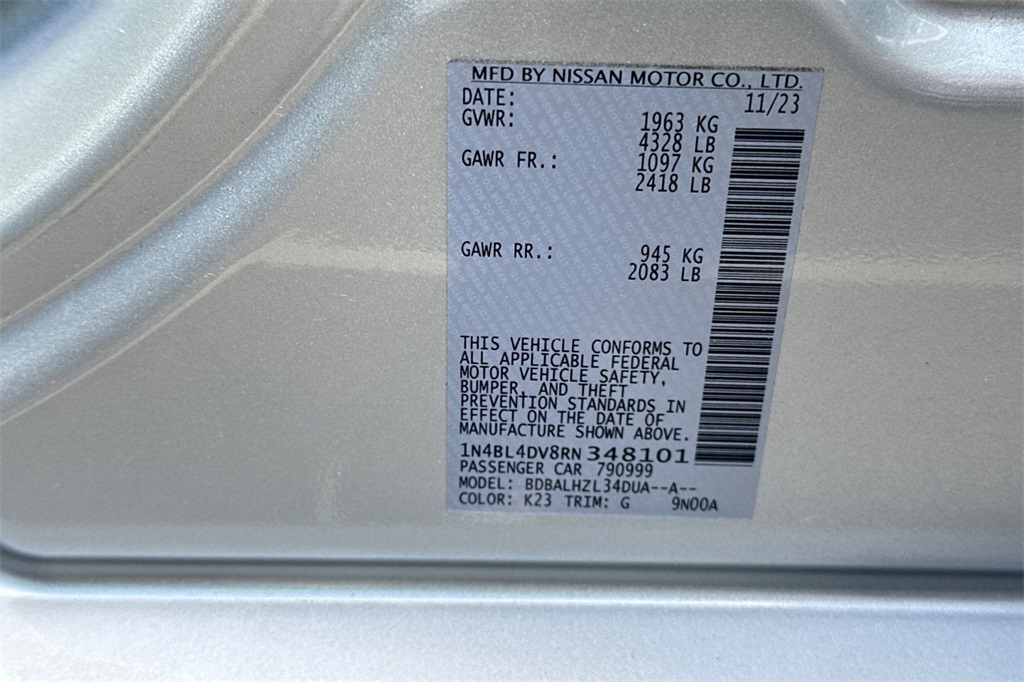 MFD BY NISSAN MOTOR CO., LTD.
DATE: 11/23
GVWR: 1963 KG
4328 LB
GAWR FR.: 1097 KG
2418 LB
GAWR RR.: 945 KG
2083 LB
THIS VEHICLE CONFORMS TO
ALL APPLICABLE FEDERAL
MOTOR VEHICLE SAFETY,
BUMPER, AND THEFT
PREVENTION STANDARDS IN
EFFECT ON THE DATE OF
MANUFACTURE SHOWN ABOVE.
1N4BL4DV8RN348101
PASSENGER CAR 790999
MODEL: BDBALHZL34DUA--A--
COLOR: K23 TRIM: G 9N00A